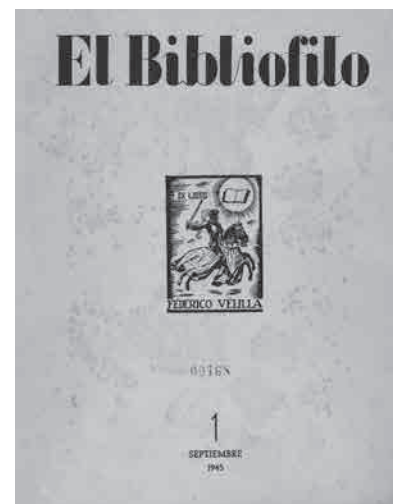 El Bibliofilo
EX LIBRIS
FEDERICO VELILLA
00368
1
SEPTIEMBRE
1945